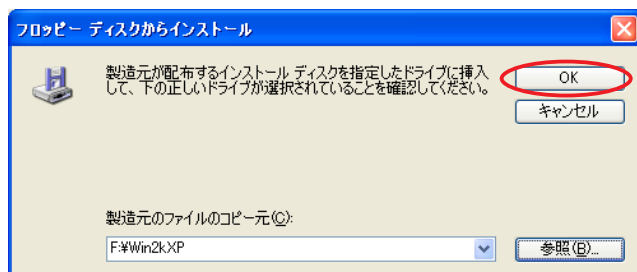 フロッピー ディスクからインストール
製造元が配布するインストール ディスクを指定したドライブに挿入
して、下の正しいドライブが選択されていることを確認してください。
OK
キャンセル
製造元のファイルのコピー元(C):
F:¥Win2kXP
参照(B)...